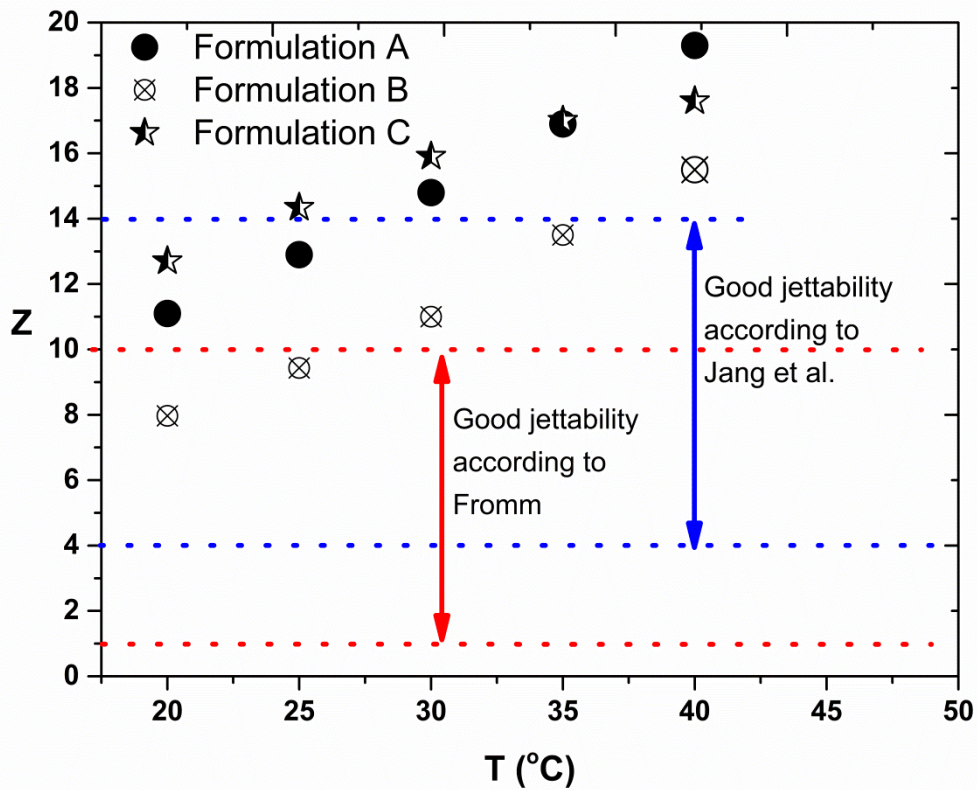 20
18
16
14
12
10
8
6
4
2
0
Z
Formulation A
Formulation B
Formulation C
Good jettability
according to
Jang et al.
Good jettability
according to
Fromm
20
25
30
35
40
45
50
T (°C)